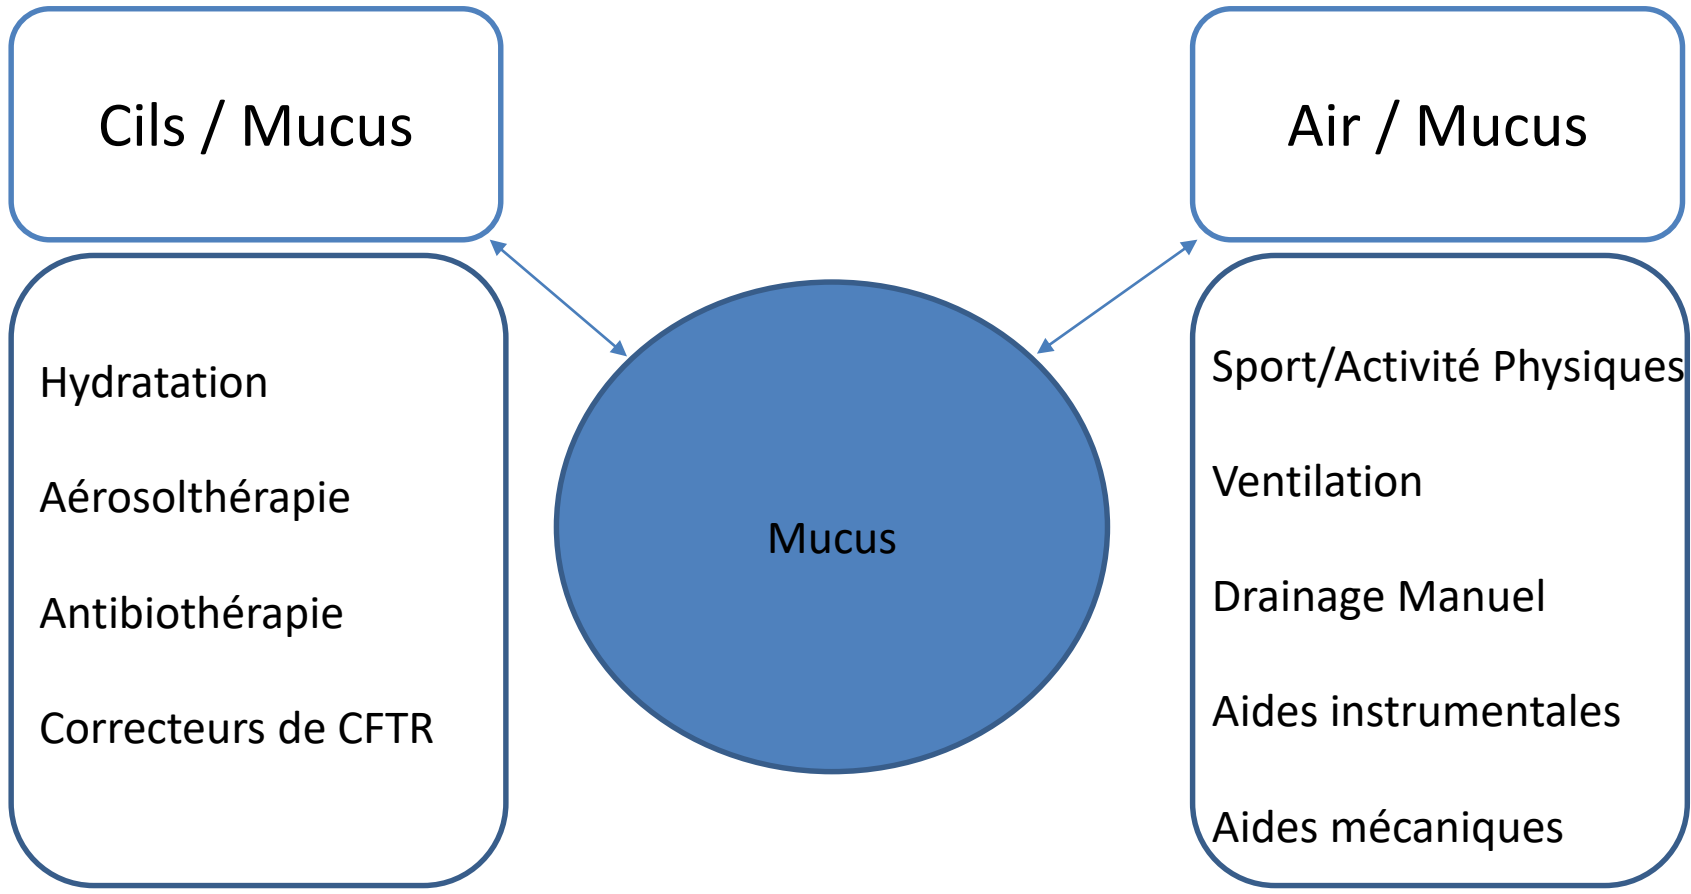 Cils / Mucus
Hydratation
Aérosolthérapie
Antibiothérapie
Correcteurs de CFTR
Mucus
Air / Mucus
Sport/Activité Physiques
Ventilation
Drainage Manuel
Aides instrumentales
Aides mécaniques